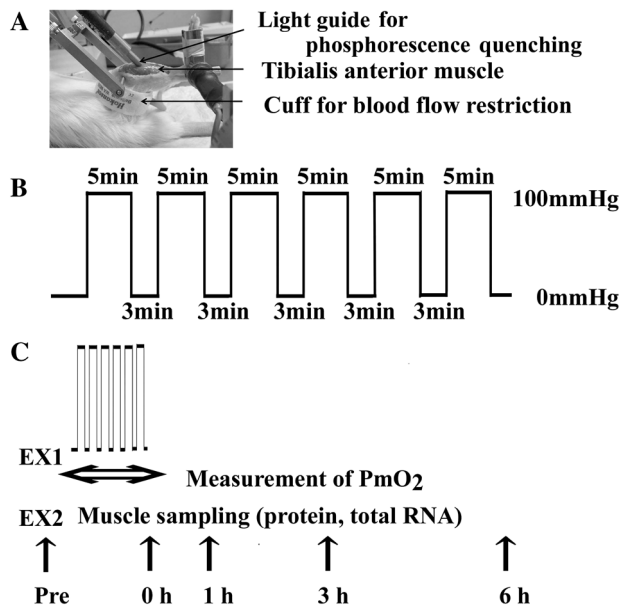 A
Light guide for
phosphorescence quenching
Tibialis anterior muscle
Cuff for blood flow restriction
B
5min 5min 5min 5min 5min 5min
100mmHg
0mmHg
3min 3min 3min 3min 3min
C
EX1
Measurement of PmO₂
EX2 Muscle sampling (protein, total RNA)
Pre 0 h 1 h 3 h 6 h